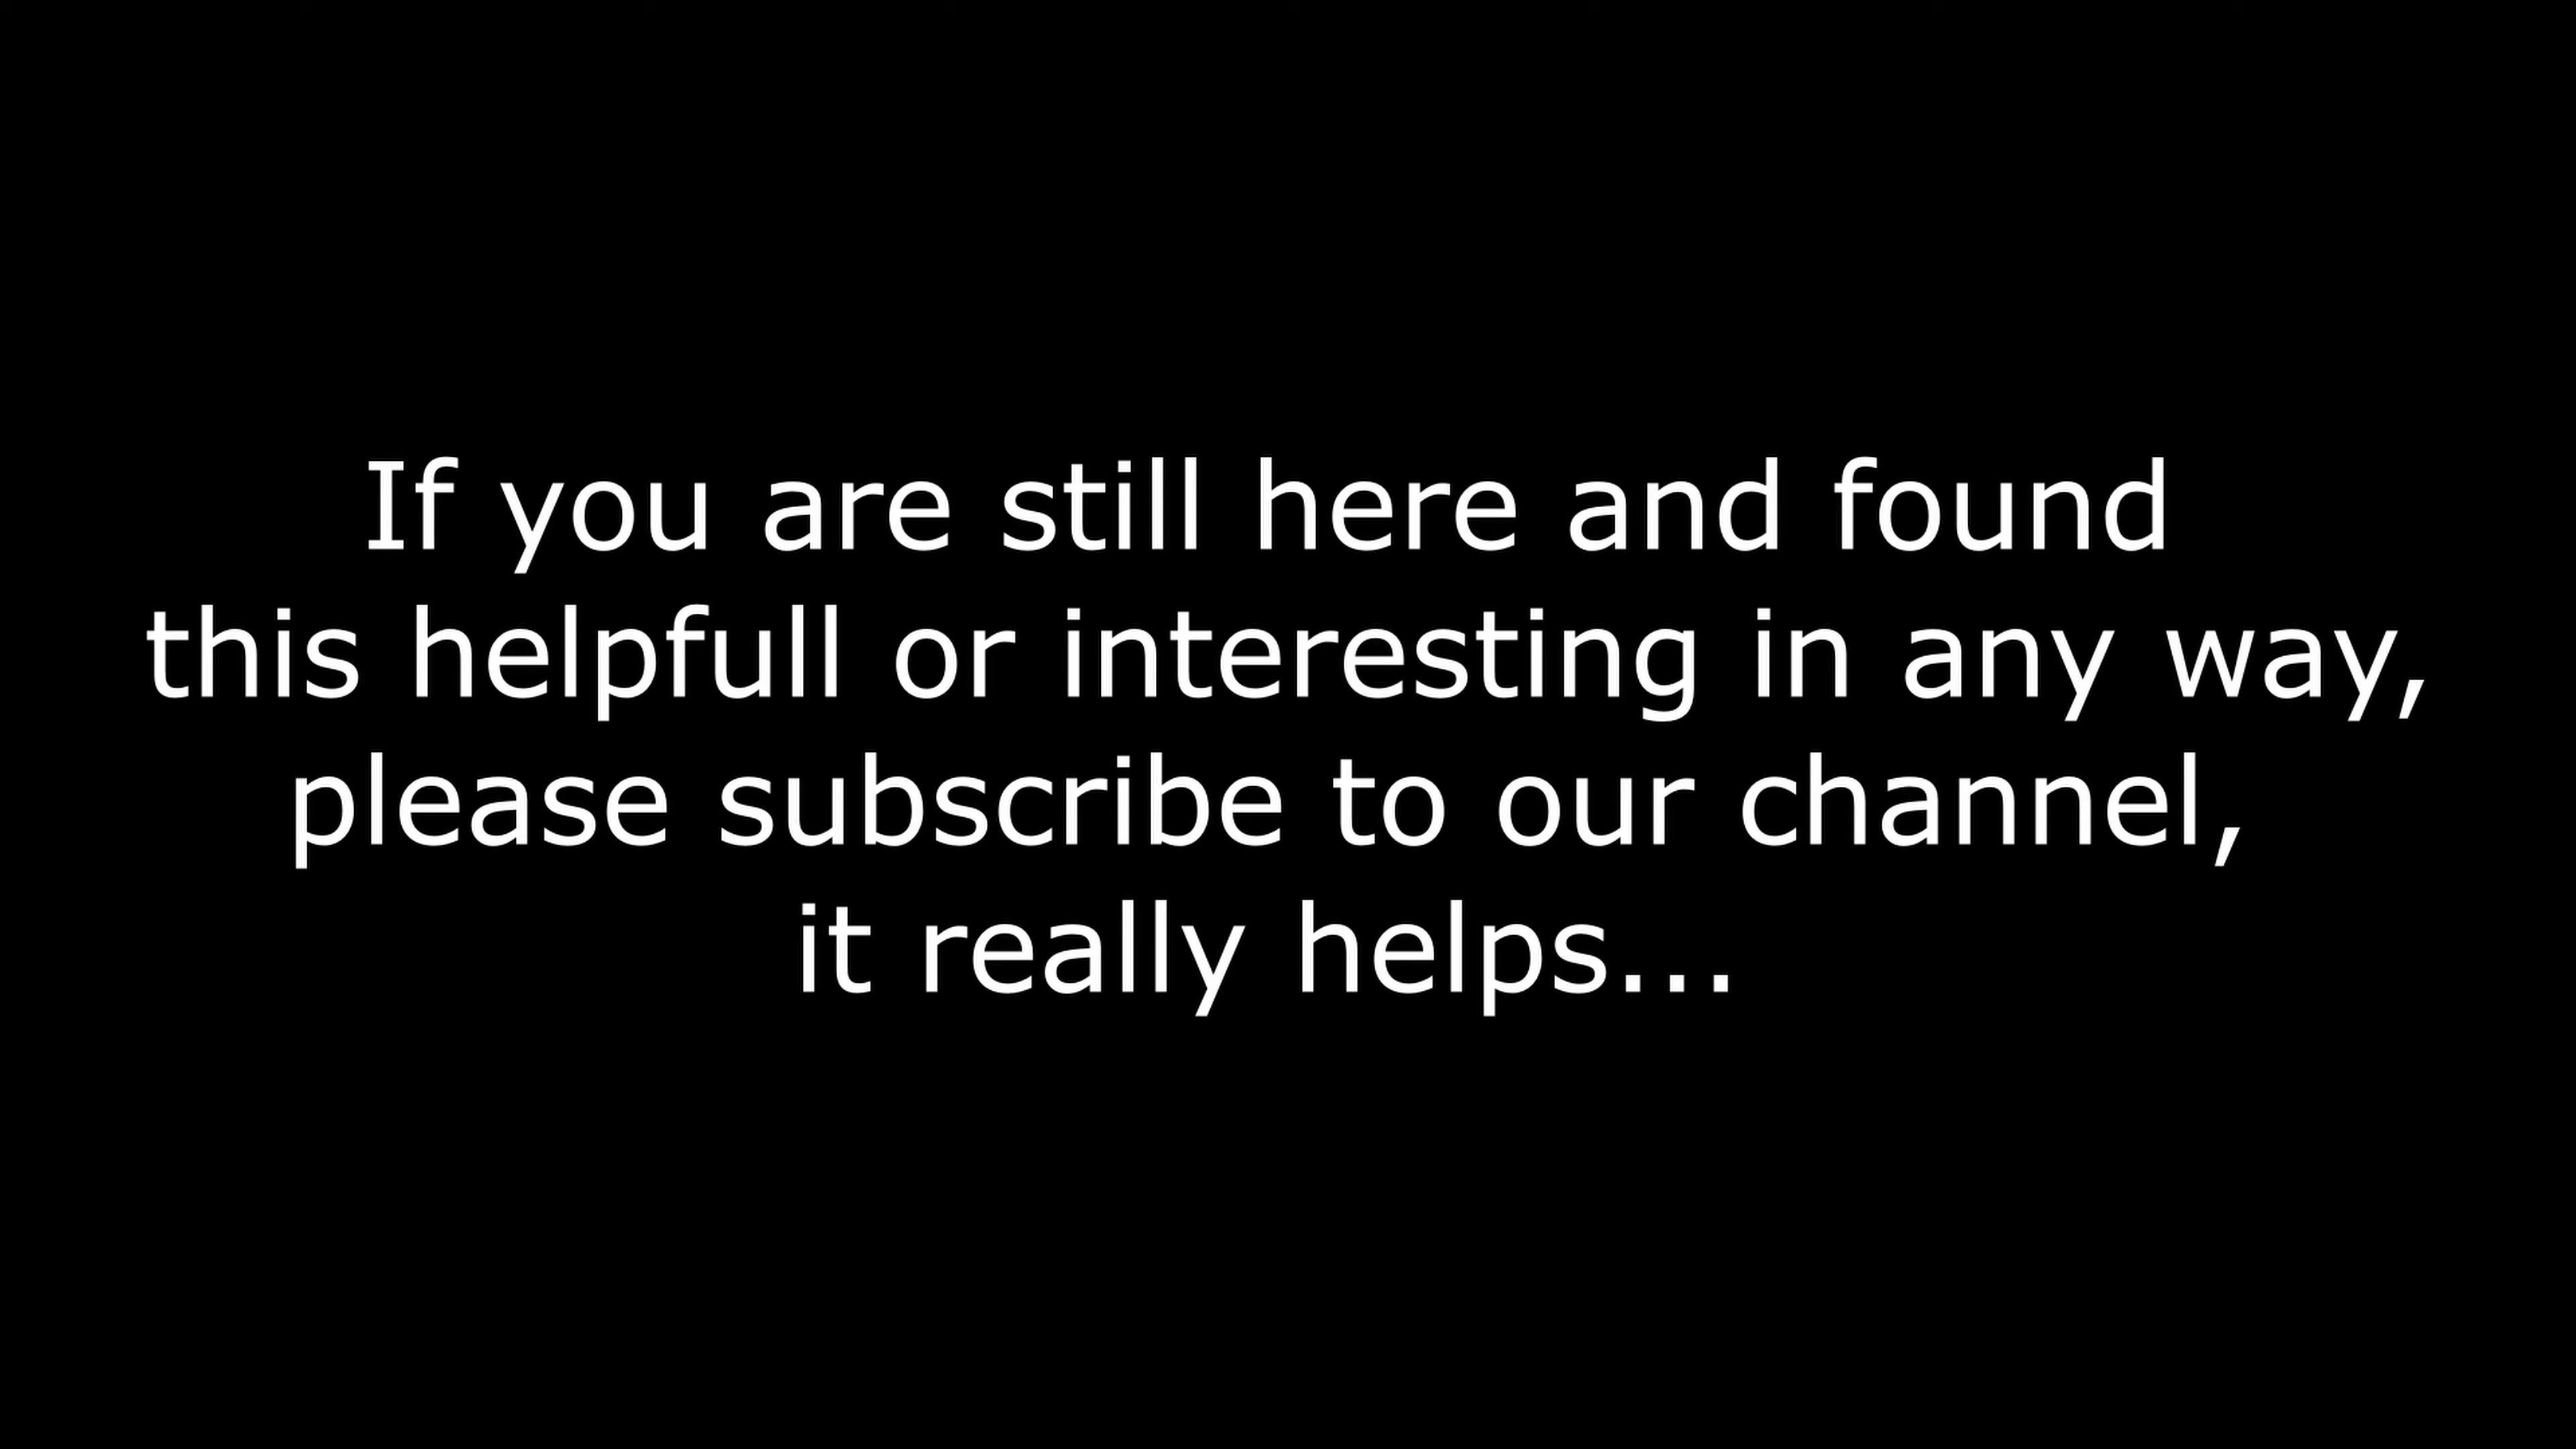 If you are still here and found
this helpfull or interesting in any way,
please subscribe to our channel,
it really helps...